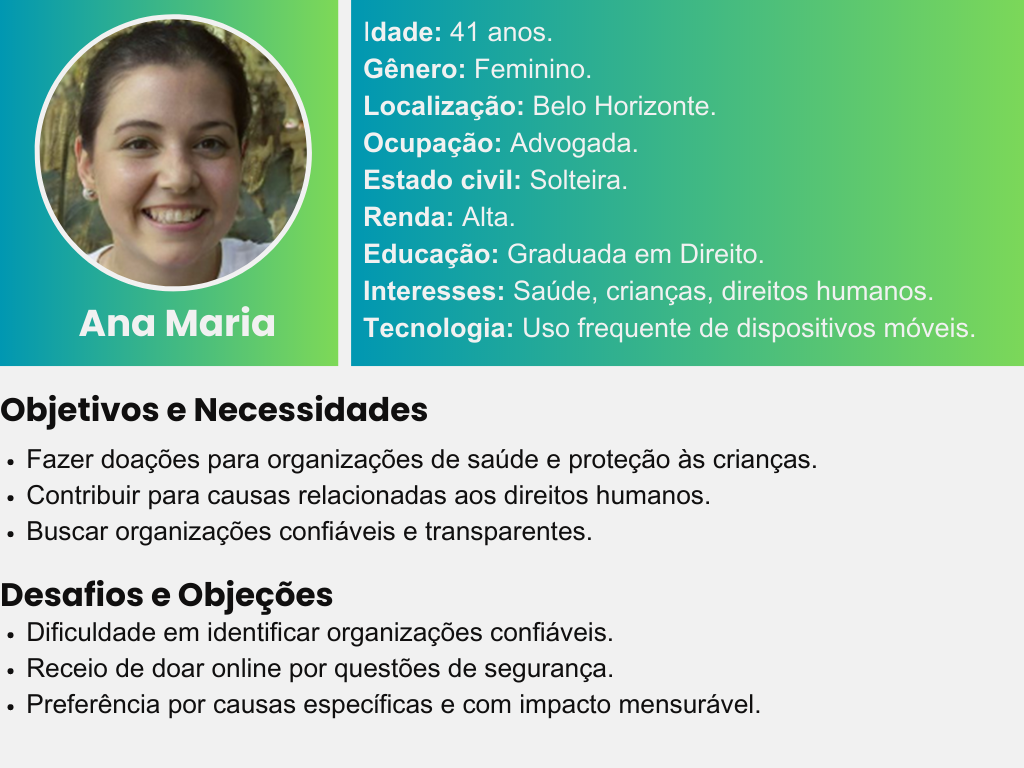 Ana Maria
Idade: 41 anos.
Gênero: Feminino.
Localização: Belo Horizonte.
Ocupação: Advogada.
Estado civil: Solteira.
Renda: Alta.
Educação: Graduada em Direito.
Interesses: Saúde, crianças, direitos humanos.
Tecnologia: Uso frequente de dispositivos móveis.
Objetivos e Necessidades
• Fazer doações para organizações de saúde e proteção às crianças.
• Contribuir para causas relacionadas aos direitos humanos.
• Buscar organizações confiáveis e transparentes.
Desafios e Objeções
• Dificuldade em identificar organizações confiáveis.
• Receio de doar online por questões de segurança.
• Preferência por causas específicas e com impacto mensurável.